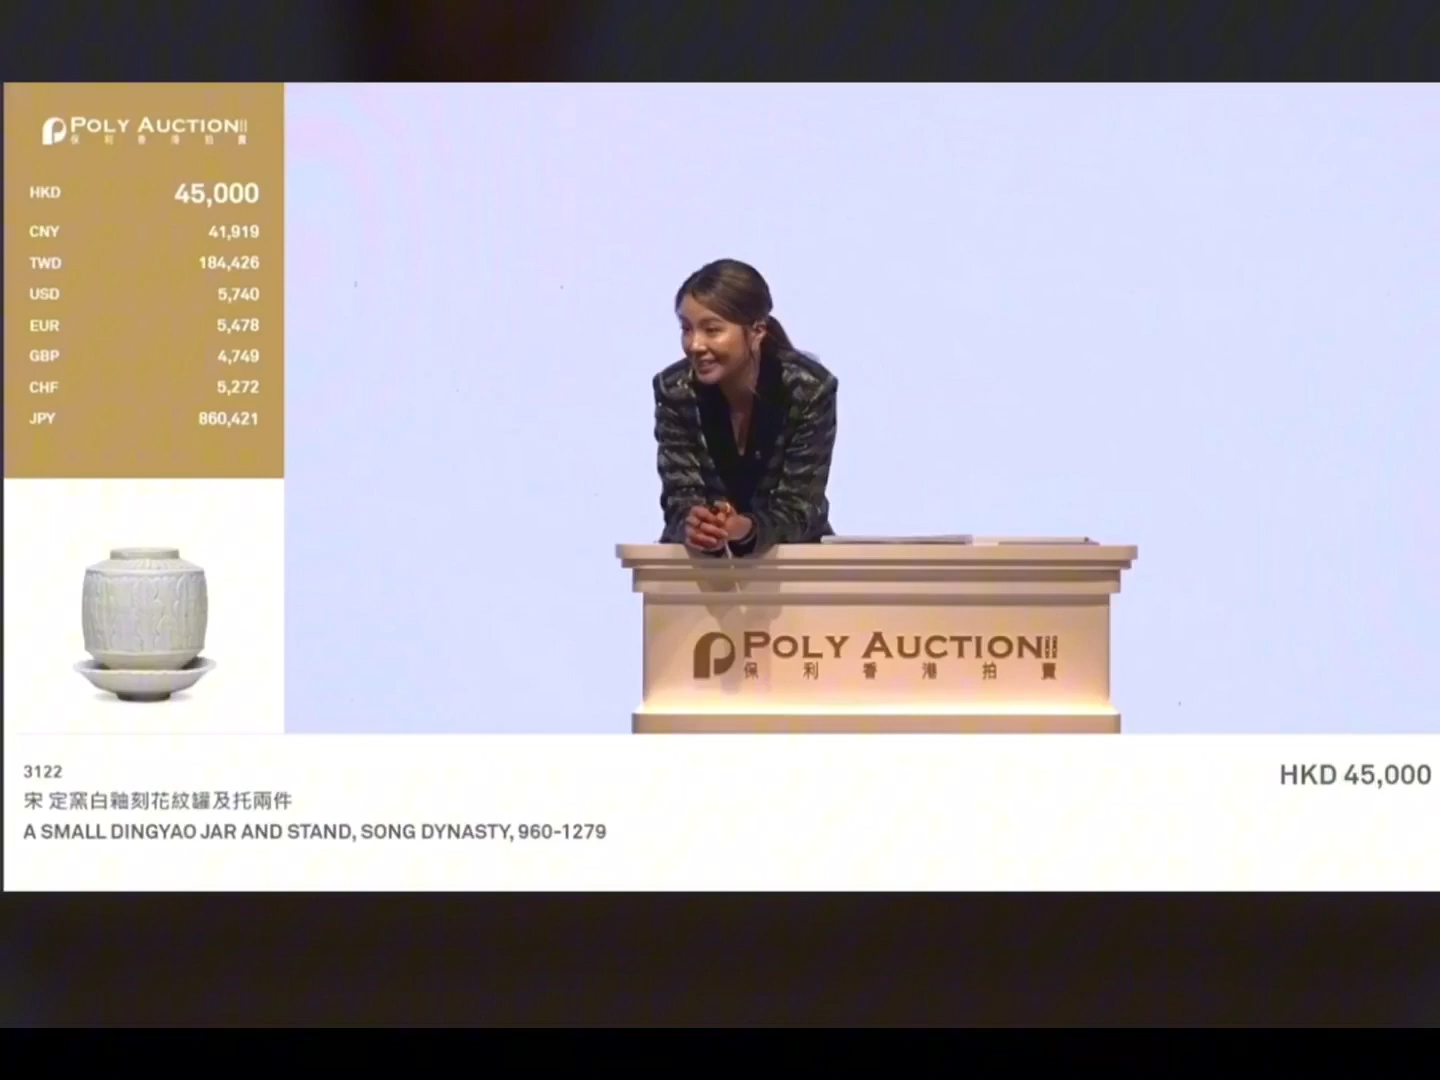 POLY AUCTION
保利香港拍賣
HKD 45,000
CNY 41,919
TWD 184,426
USD 5,740
EUR 5,478
GBP 4,749
CHF 5,272
JPY 860,421
POLY AUCTION
保利香港拍賣
3122
宋 定窯白釉刻花紋罐及托兩件
A SMALL DINGYAO JAR AND STAND, SONG DYNASTY, 960-1279
HKD 45,000